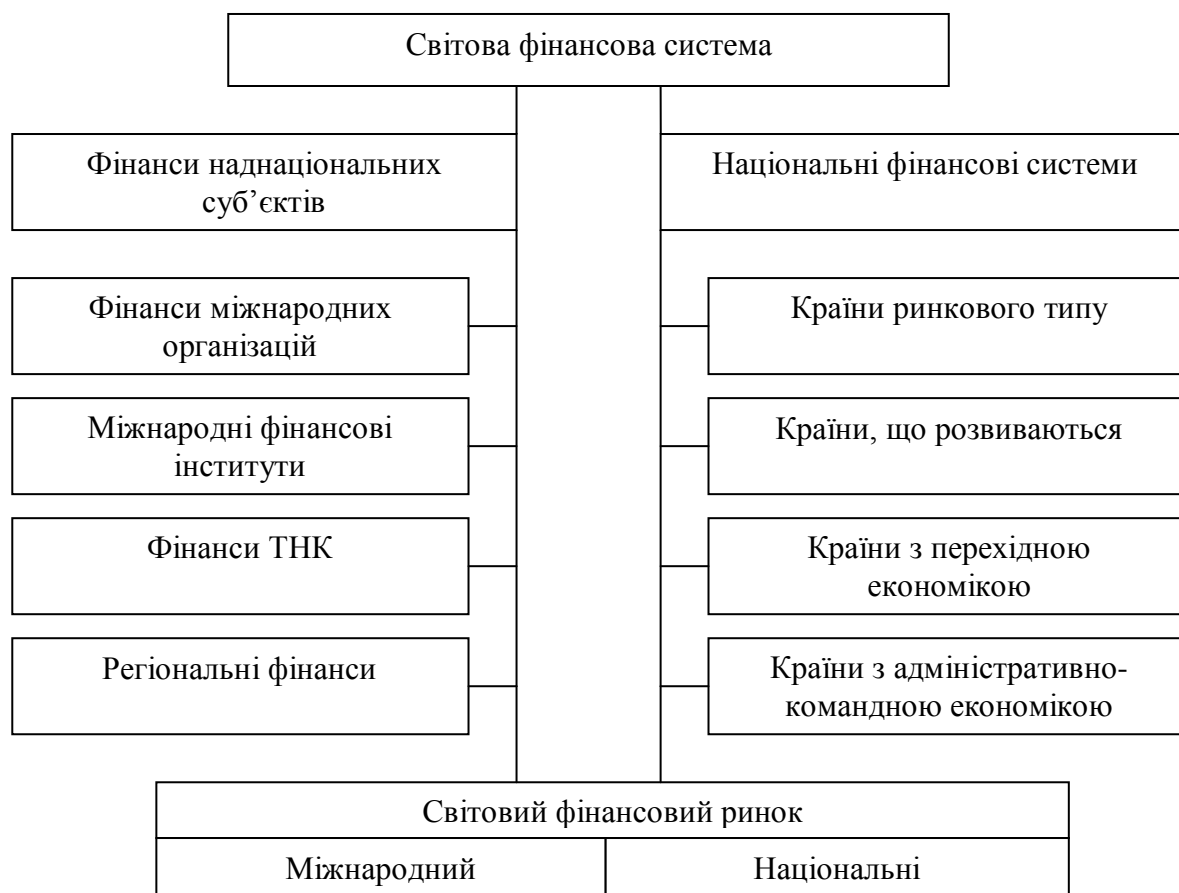 Світова фінансова система
Фінанси наднаціональних
суб’єктів
Національні фінансові системи
Фінанси міжнародних
організацій
Країни ринкового типу
Міжнародні фінансові
інститути
Країни, що розвиваються
Фінанси ТНК
Країни з перехідною
економікою
Регіональні фінанси
Країни з адміністративно-
командною економікою
Світовий фінансовий ринок
Міжнародний
Національні